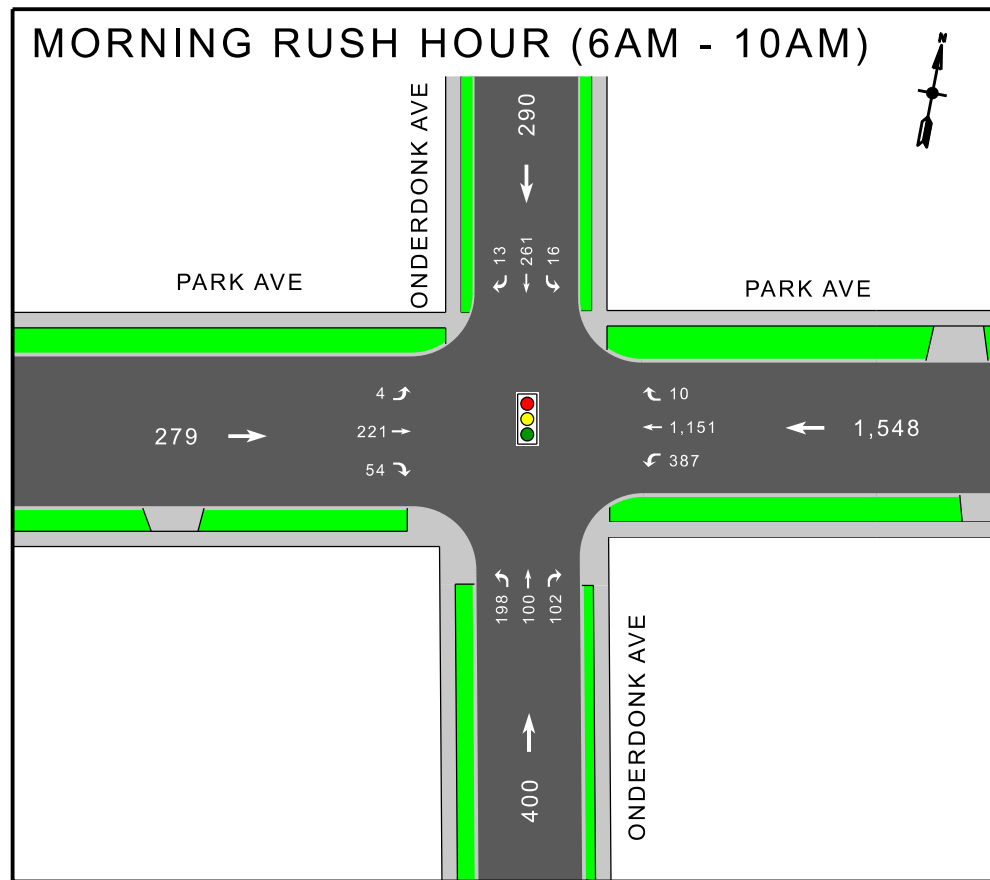 MORNING RUSH HOUR (6AM - 10AM)
N
ONDERDONK AVE
290
13
261
16
PARK AVE
PARK AVE
4
221
54
279
10
1,151
387
1,548
198
100
102
400
ONDERDONK AVE